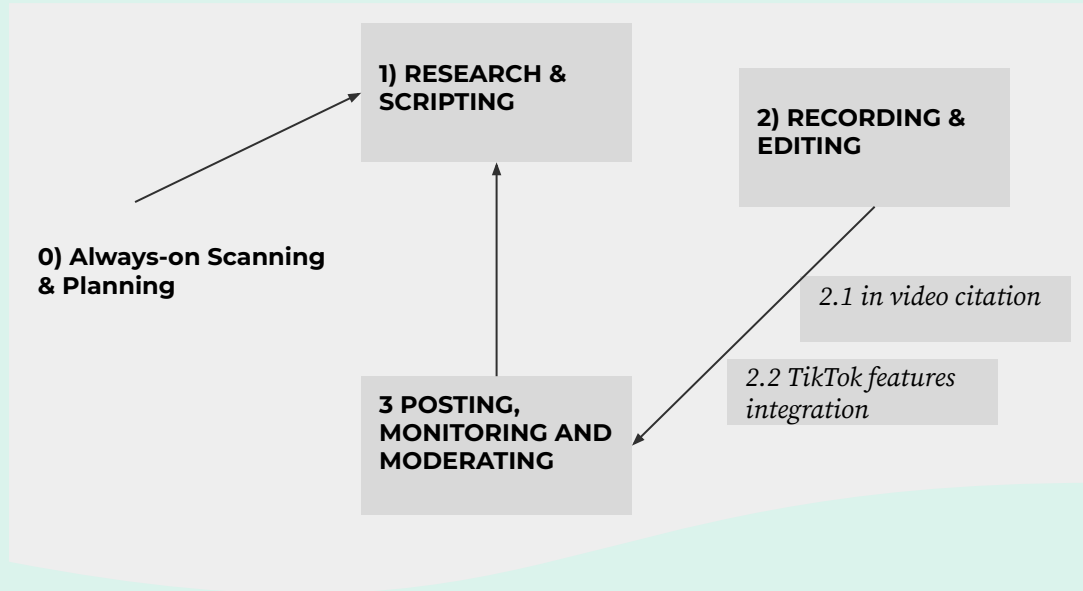 1) RESEARCH &
SCRIPTING
2) RECORDING &
EDITING
0) Always-on Scanning
& Planning
2.1 in video citation
2.2 TikTok features
integration
3 POSTING,
MONITORING AND
MODERATING